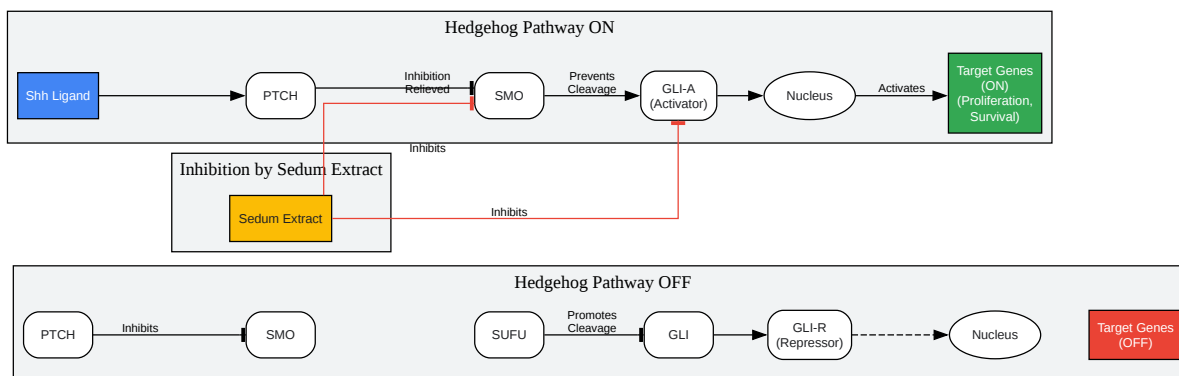 Hedgehog Pathway ON
Shh Ligand
PTCH
Inhibition
Relieved
SMO
Prevents
Cleavage
GLI-A
(Activator)
Nucleus
Activates
Target Genes
(ON)
(Proliferation,
Survival)
Inhibits
Inhibition by Sedum Extract
Sedum Extract
Inhibits
Hedgehog Pathway OFF
PTCH
Inhibits
SMO
SUFU
Promotes
Cleavage
GLI
GLI-R
(Repressor)
Nucleus
Target Genes
(OFF)